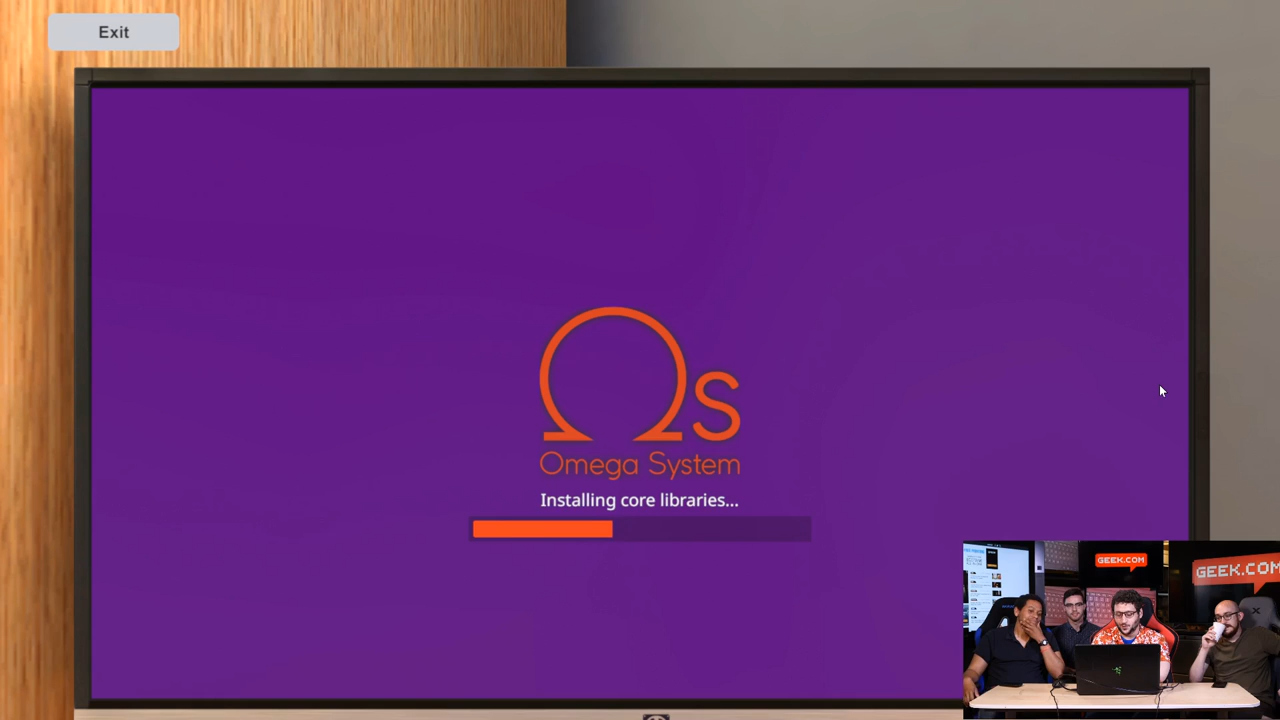 Exit
Ωs
Omega System
Installing core libraries...
GEEK.COM
GEEK.COM